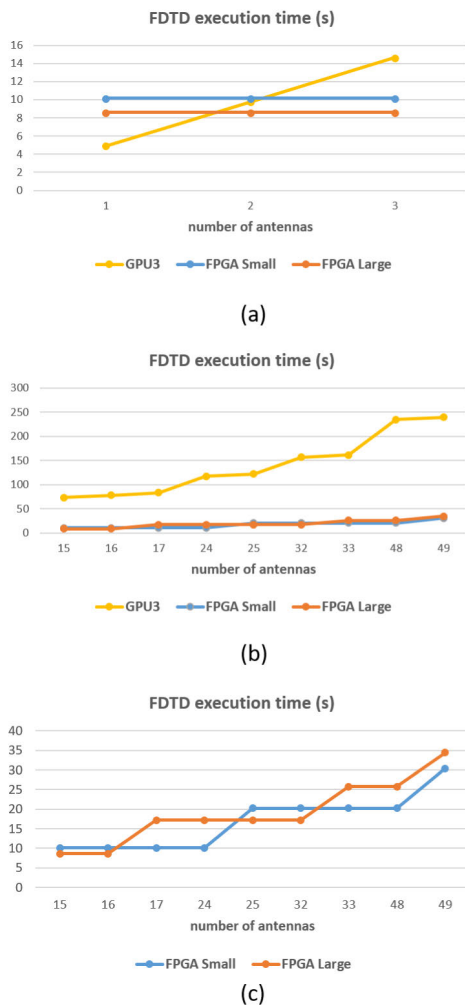 FDTD execution time (s)
16
14
12
10
8
6
4
2
0
1 2 3
number of antennas
GPU3 FPGA Small FPGA Large
(a)
FDTD execution time (s)
300
250
200
150
100
50
0
15 16 17 24 25 32 33 48 49
number of antennas
GPU3 FPGA Small FPGA Large
(b)
FDTD execution time (s)
40
35
30
25
20
15
10
5
0
15 16 17 24 25 32 33 48 49
number of antennas
FPGA Small FPGA Large
(c)